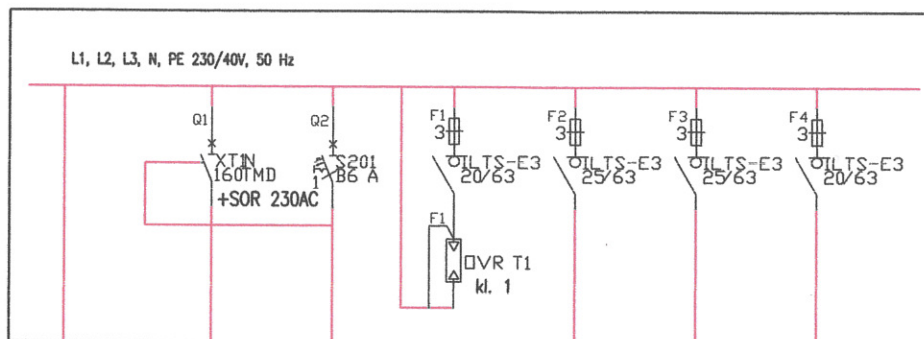 L1, L2, L3, N, PE 230/40V, 50 Hz
Q1
XT1N
160TMD
+SOR 230AC
Q2
S201
B6 A
1
F1
3
ILTS-E3
20/63
F1
OVR T1
kl. 1
F2
3
ILTS-E3
25/63
F3
3
ILTS-E3
25/63
F4
3
ILTS-E3
20/63